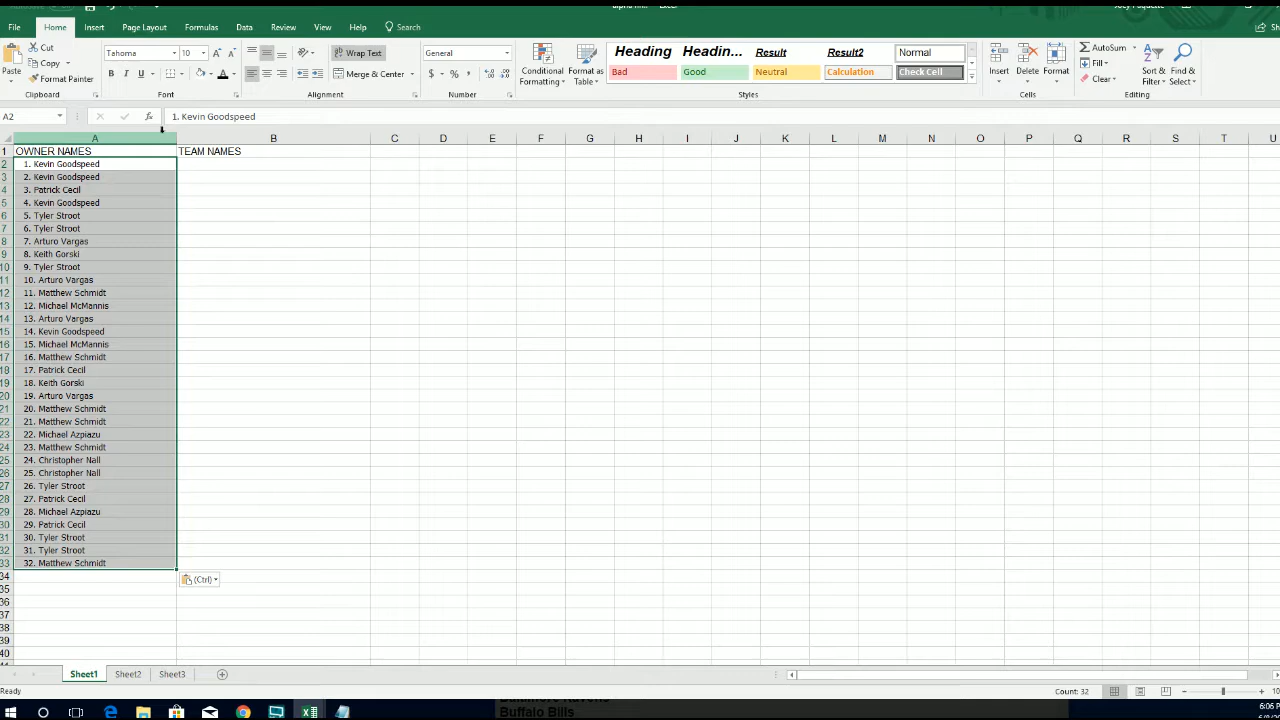 File Home Insert Page Layout Formulas Data Review View Help Search
Cut Tahoma 10 Wrap Text General Heading Headin... Result Result2 Normal AutoSum
Copy Fill
Paste Format Painter Merge & Center Conditional Formatting Format as Table Bad Good Neutral Calculation Check Cell Insert Delete Format Clear Sort & Filter Find & Select
Clipboard Font Alignment Number Styles Cells Editing
A2 fx 1. Kevin Goodspeed
A B C D E F G H I J K L M N O P Q R S T U
1 OWNER NAMES TEAM NAMES
2 1. Kevin Goodspeed
3 2. Kevin Goodspeed
4 3. Patrick Cecil
5 4. Kevin Goodspeed
6 5. Tyler Stroot
7 6. Tyler Stroot
8 7. Arturo Vargas
9 8. Keith Gorski
10 9. Tyler Stroot
11 10. Arturo Vargas
12 11. Matthew Schmidt
13 12. Michael McMannis
14 13. Arturo Vargas
15 14. Kevin Goodspeed
16 15. Michael McMannis
17 16. Matthew Schmidt
18 17. Patrick Cecil
19 18. Keith Gorski
20 19. Arturo Vargas
21 20. Matthew Schmidt
22 21. Matthew Schmidt
23 22. Michael Azpiazu
24 23. Matthew Schmidt
25 24. Christopher Nall
26 25. Christopher Nall
27 26. Tyler Stroot
28 27. Patrick Cecil
29 28. Michael Azpiazu
30 29. Patrick Cecil
31 30. Tyler Stroot
32 31. Tyler Stroot
33 32. Matthew Schmidt
34 (Ctrl)
35
36
37
38
39
40
Sheet1 Sheet2 Sheet3
Ready Count: 32
Buffalo Bills
6:06 PM